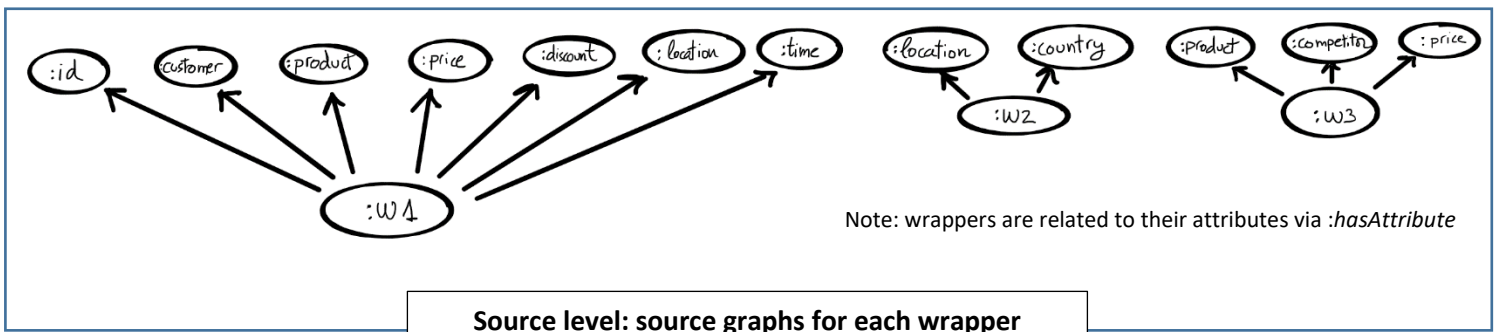 :id :customer :product :price :discount :location :time :location :country :product :competitor :price
:W1 :W2 :W3
Note: wrappers are related to their attributes via :hasAttribute
Source level: source graphs for each wrapper